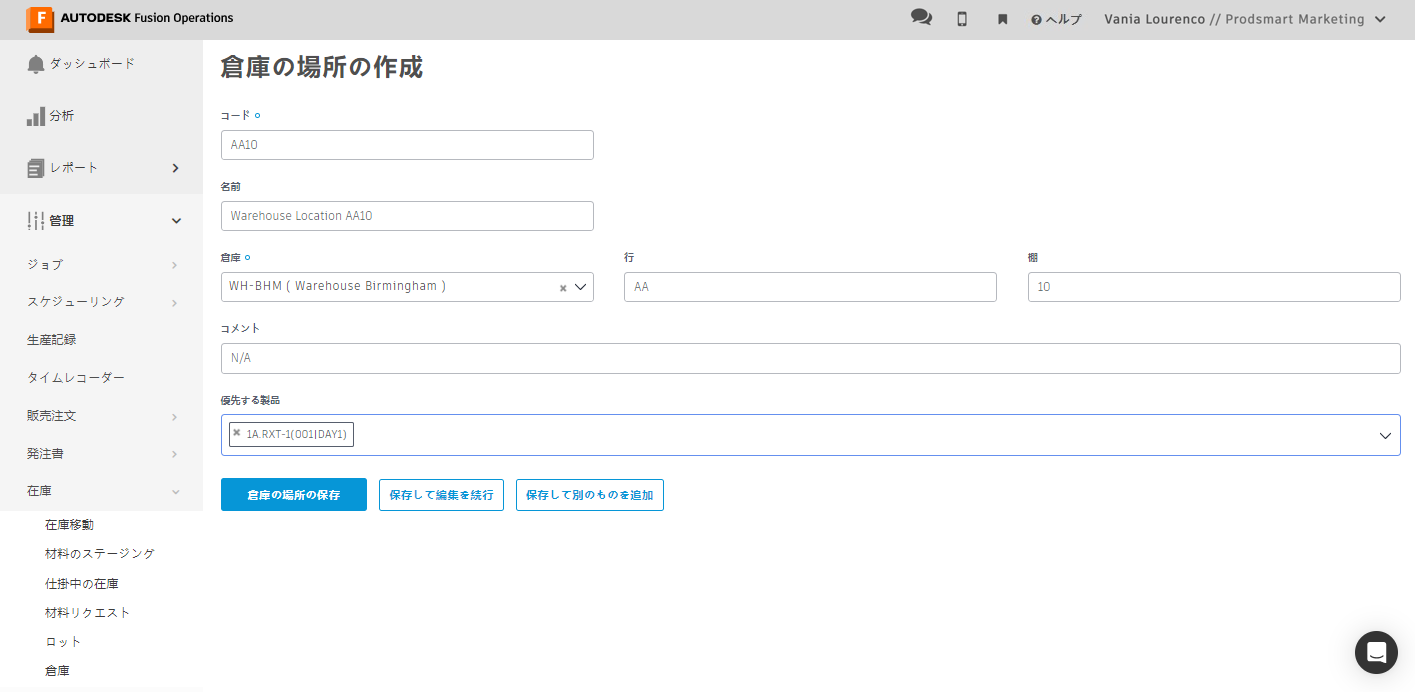 F AUTODESK Fusion Operations
ヘルプ
Vania Lourenco // Prodsmart Marketing
ダッシュボード
分析
レポート
管理
ジョブ
スケジューリング
生産記録
タイムレコーダー
販売注文
発注書
在庫
在庫移動
材料のステージング
仕掛中の在庫
材料リクエスト
ロット
倉庫
倉庫の場所の作成
コード
AA10
名前
Warehouse Location AA10
倉庫
WH-BHM ( Warehouse Birmingham )
行
AA
棚
10
コメント
N/A
優先する製品
1A.RXT-1(001|DAY1)
倉庫の場所の保存
保存して編集を続行
保存して別のものを追加